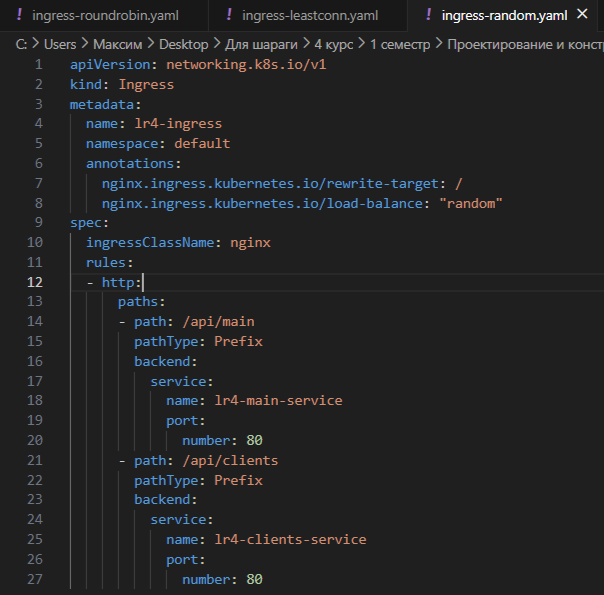 ingress-roundrobin.yaml ingress-leastconn.yaml ingress-random.yaml
C: > Users > Максим > Desktop > Для шараги > 4 курс > 1 семестр > Проектирование и конст
1 apiVersion: networking.k8s.io/v1
2 kind: Ingress
3 metadata:
4   name: lr4-ingress
5   namespace: default
6   annotations:
7     nginx.ingress.kubernetes.io/rewrite-target: /
8     nginx.ingress.kubernetes.io/load-balance: "random"
9 spec:
10   ingressClassName: nginx
11   rules:
12   - http:
13       paths:
14       - path: /api/main
15         pathType: Prefix
16         backend:
17           service:
18             name: lr4-main-service
19             port:
20               number: 80
21       - path: /api/clients
22         pathType: Prefix
23         backend:
24           service:
25             name: lr4-clients-service
26             port:
27               number: 80